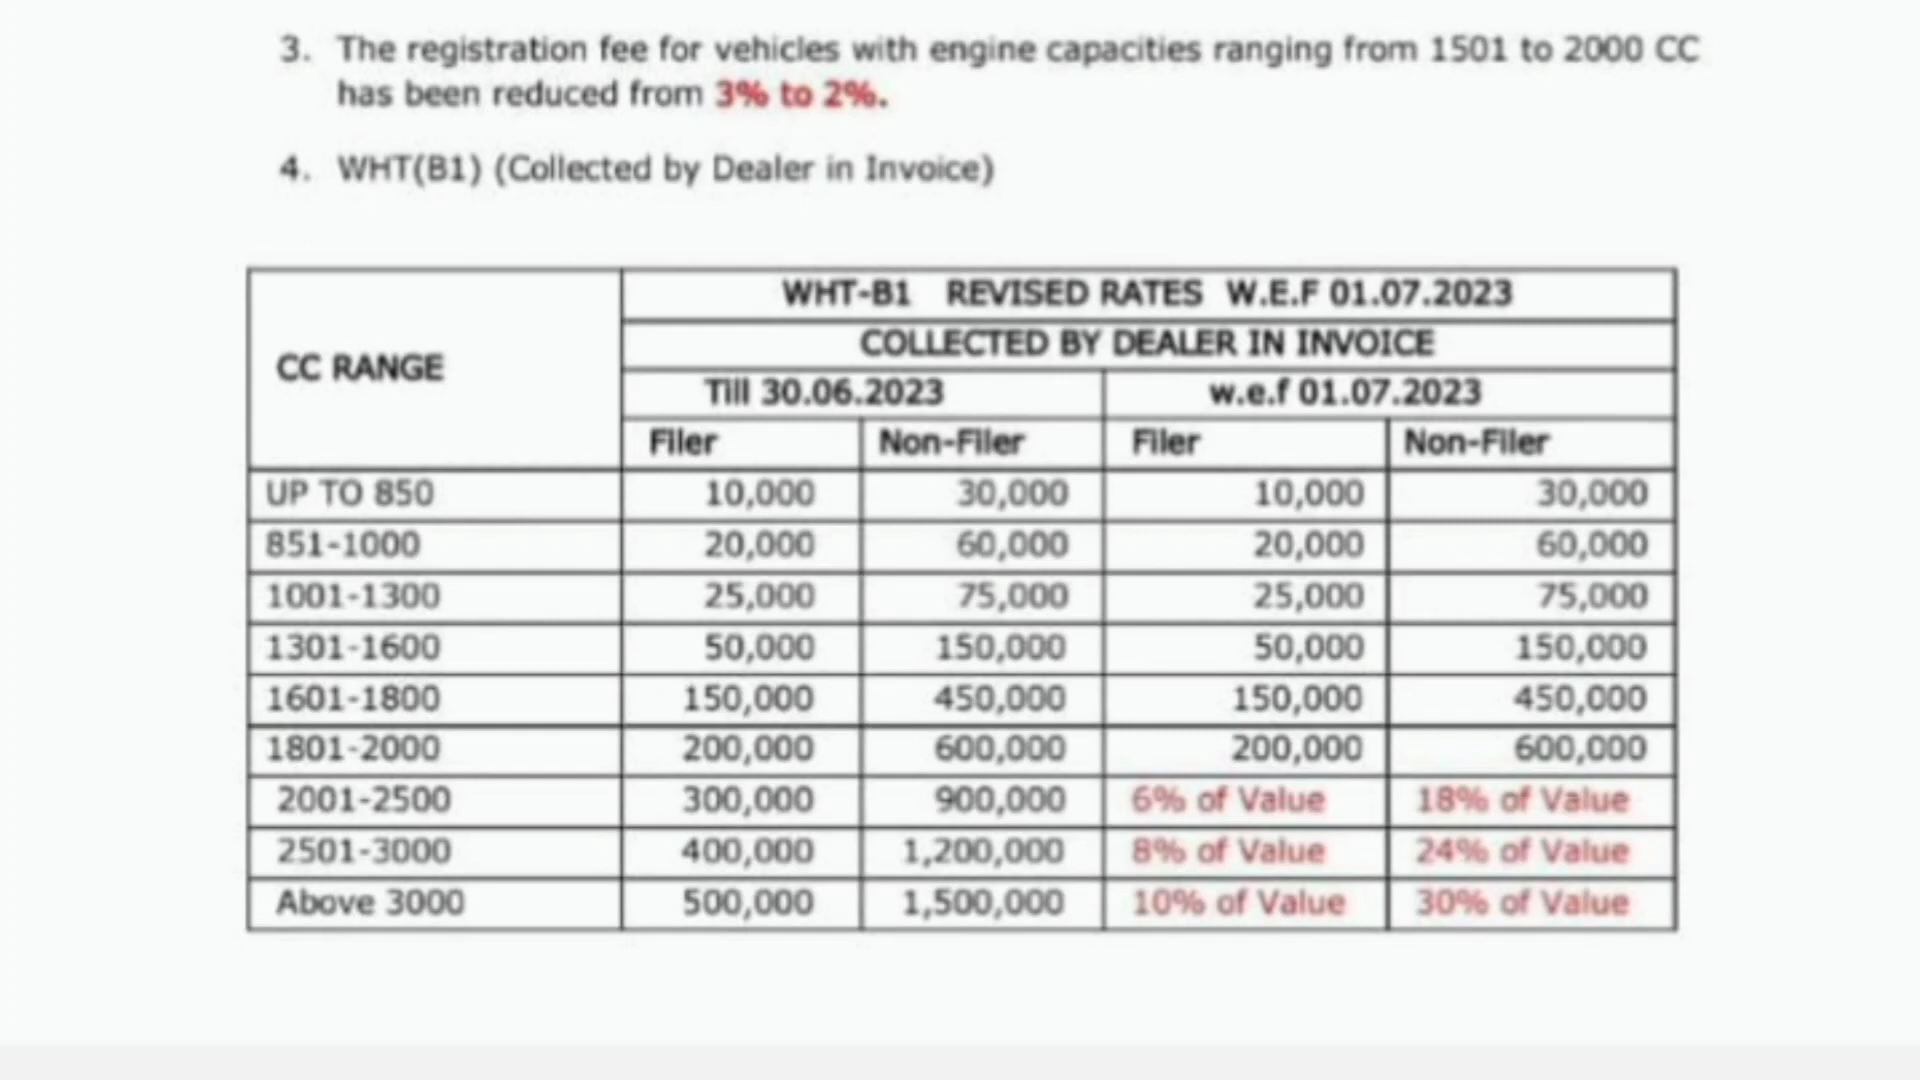 3. The registration fee for vehicles with engine capacities ranging from 1501 to 2000 CC
has been reduced from 3% to 2%.
4. WHT(B1) (Collected by Dealer in Invoice)
CC RANGE
WHT-B1 REVISED RATES W.E.F 01.07.2023
COLLECTED BY DEALER IN INVOICE
Till 30.06.2023 w.e.f 01.07.2023
Filer Non-Filer Filer Non-Filer
UP TO 850 10,000 30,000 10,000 30,000
851-1000 20,000 60,000 20,000 60,000
1001-1300 25,000 75,000 25,000 75,000
1301-1600 50,000 150,000 50,000 150,000
1601-1800 150,000 450,000 150,000 450,000
1801-2000 200,000 600,000 200,000 600,000
2001-2500 300,000 900,000 6% of Value 18% of Value
2501-3000 400,000 1,200,000 8% of Value 24% of Value
Above 3000 500,000 1,500,000 10% of Value 30% of Value